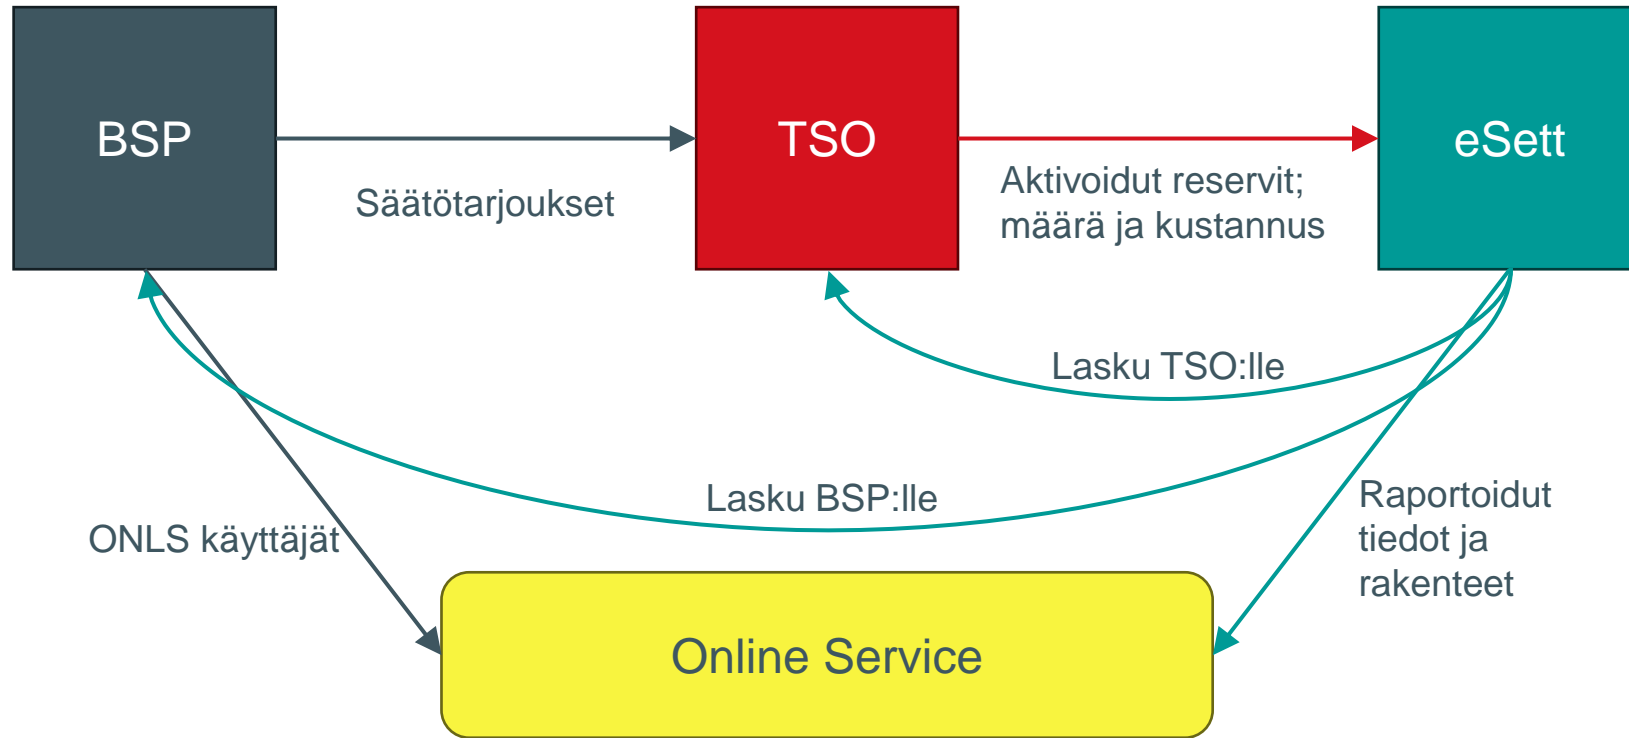 BSP
TSO
eSett
Säätötarjoukset
Aktivoidut reservit;
määrä ja kustannus
Lasku TSO:lle
Lasku BSP:lle
ONLS käyttäjät
Raportoidut
tiedot ja
rakenteet
Online Service